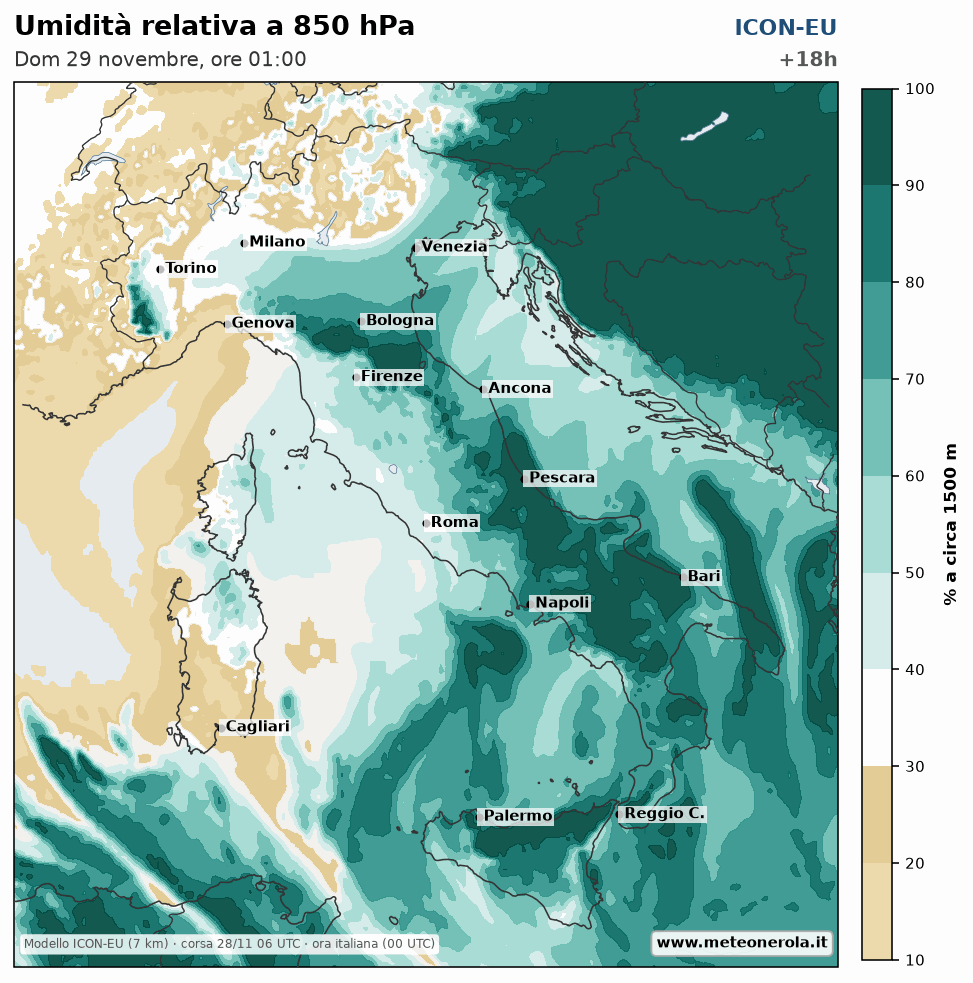 Umidità relativa a 850 hPa
ICON-EU
Dom 29 novembre, ore 01:00
+18h
100
90
80
70
60
50
40
30
20
10
% a circa 1500 m
Milano
Venezia
Torino
Genova
Bologna
Firenze
Ancona
Pescara
Roma
Bari
Napoli
Cagliari
Palermo
Reggio C.
Modello ICON-EU (7 km) · corsa 28/11 06 UTC · ora italiana (00 UTC)
www.meteonerola.it